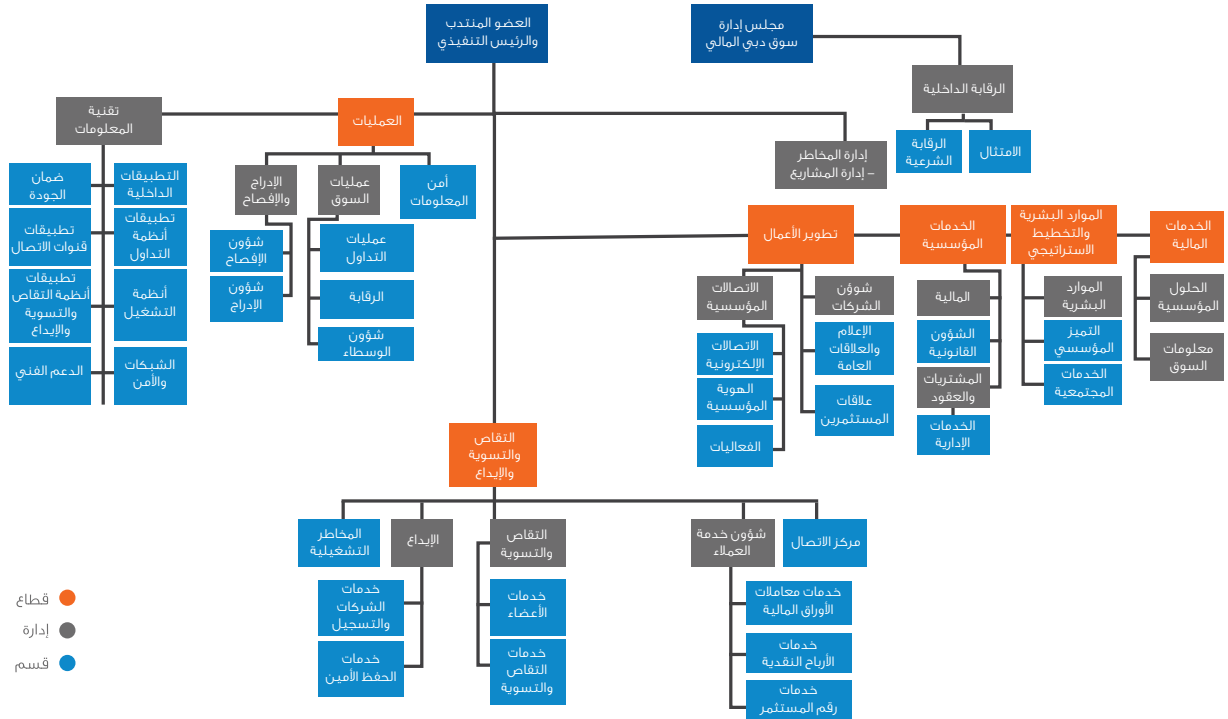 مجلس إدارة
سوق دبي المالي
العضو المنتدب
والرئيس التنفيذي
الرقابة الداخلية
الامتثال
الرقابة
الشرعية
إدارة المخاطر
– إدارة المشاريع
العمليات
تقنية
المعلومات
أمن
المعلومات
عمليات
السوق
الإدراج
والإفصاح
عمليات
التداول
الرقابة
شؤون
الوسطاء
شؤون
الإفصاح
شؤون
الإدراج
التطبيقات
الداخلية
ضمان
الجودة
تطبيقات
أنظمة
التداول
تطبيقات
قنوات الاتصال
أنظمة
التشغيل
تطبيقات
أنظمة التقاص
والتسوية
والإيداع
الشبكات
والأمن
الدعم الفني
الخدمات
المالية
الموارد البشرية
والتخطيط
الاستراتيجي
الخدمات
المؤسسية
تطوير الأعمال
الحلول
المؤسسية
معلومات
السوق
الموارد
البشرية
التميز
المؤسسي
الخدمات
المجتمعية
المالية
الشؤون
القانونية
المشتريات
والعقود
الخدمات
الإدارية
شوؤن
الشركات
الإعلام
والعلاقات
العامة
علاقات
المستثمرين
الاتصالات
المؤسسية
الاتصالات
الإلكترونية
الهوية
المؤسسية
الفعاليات
التقاص
والتسوية
والإيداع
مركز الاتصال
شؤون خدمة
العملاء
التقاص
والتسوية
الإيداع
المخاطر
التشغيلية
خدمات معاملات
الأوراق المالية
خدمات
الأرباح النقدية
خدمات
رقم المستثمر
خدمات
الأعضاء
خدمات
التقاص
والتسوية
خدمات
الشركات
والتسجيل
خدمات
الحفظ الأمين
قطاع
إدارة
قسم